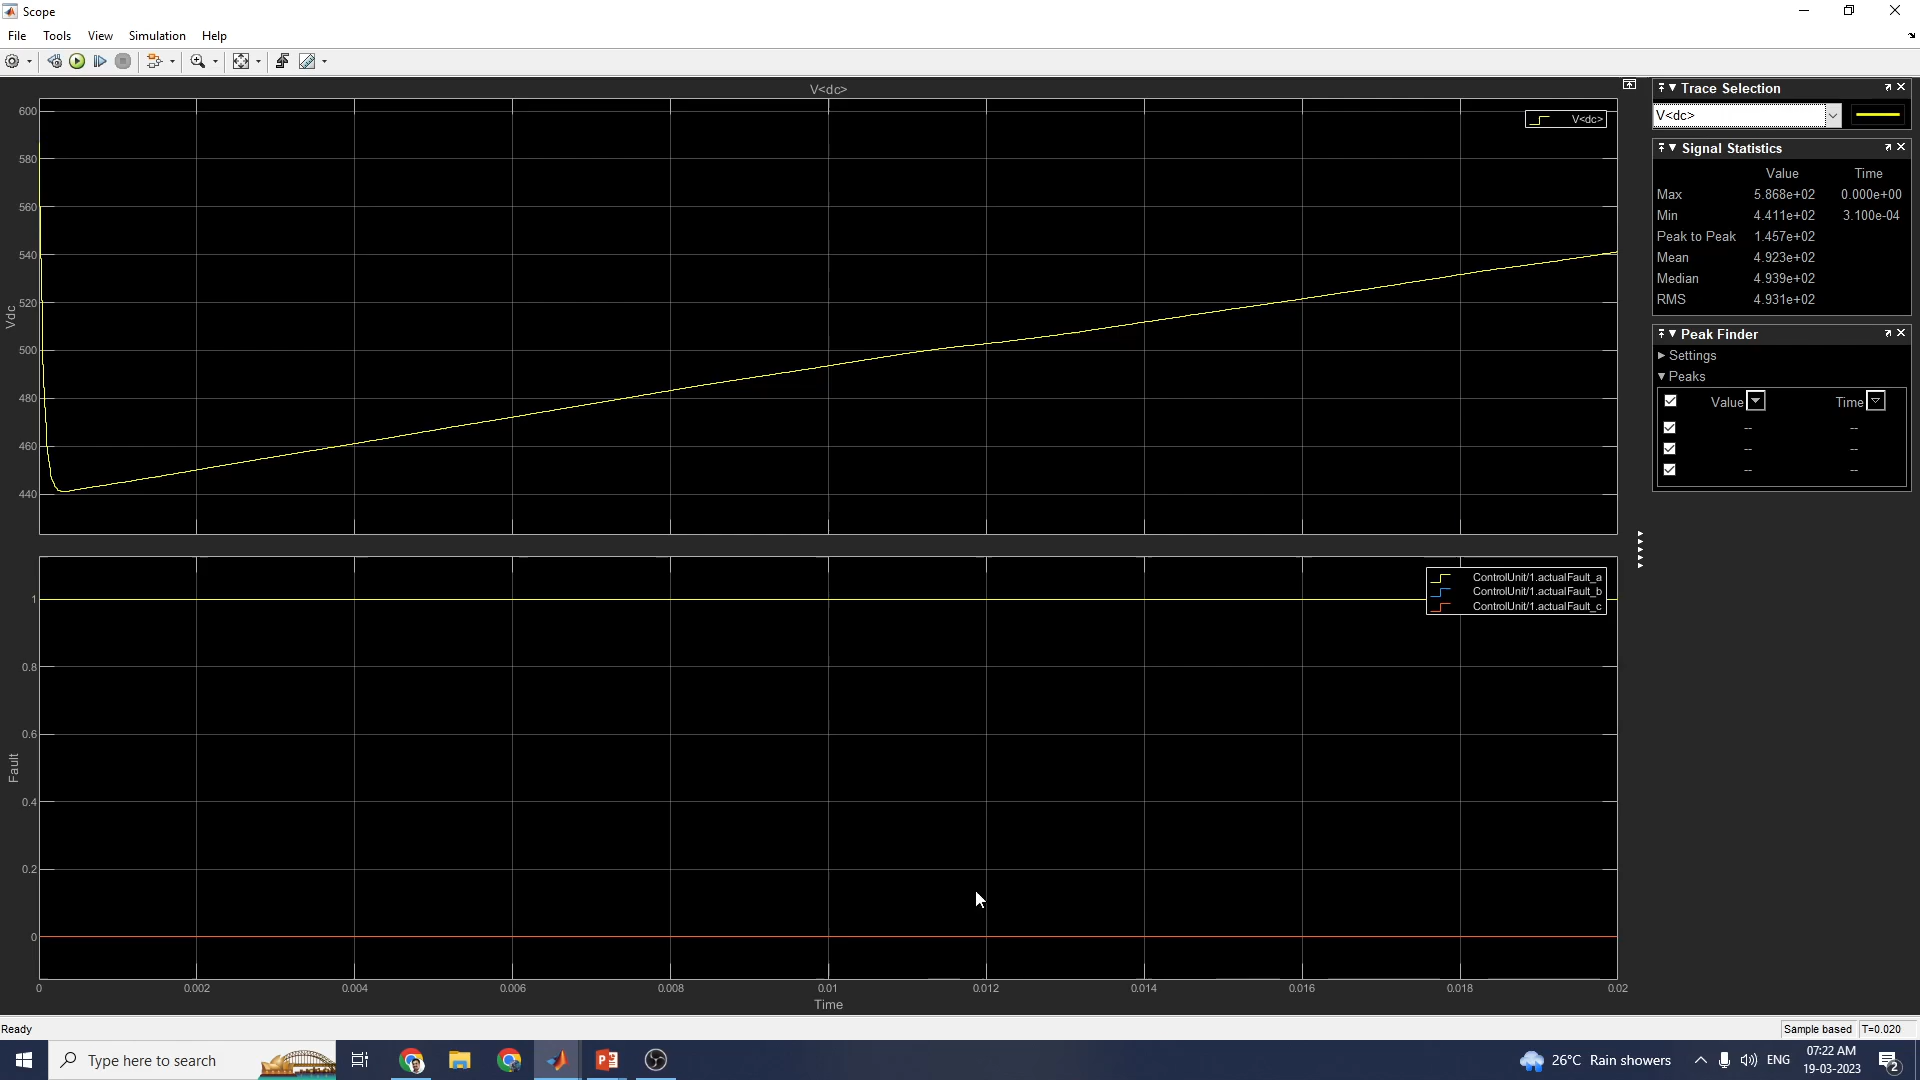 Scope
File Tools View Simulation Help
V<dc>
600
580
560
540
520
500
480
460
440
Vdc
V<dc>
1
0.8
0.6
0.4
0.2
0
Fault
ControlUnit/1.actualFault_a
ControlUnit/1.actualFault_b
ControlUnit/1.actualFault_c
0 0.002 0.004 0.006 0.008 0.01 0.012 0.014 0.016 0.018 0.02
Time
Trace Selection
V<dc>
Signal Statistics
Value Time
Max 5.868e+02 0.000e+00
Min 4.411e+02 3.100e-04
Peak to Peak 1.457e+02
Mean 4.923e+02
Median 4.939e+02
RMS 4.931e+02
Peak Finder
Settings
Peaks
Value Time
-- --
-- --
-- --
Ready
Sample based T=0.020
Type here to search
26°C Rain showers
ENG
07:22 AM
19-03-2023
2